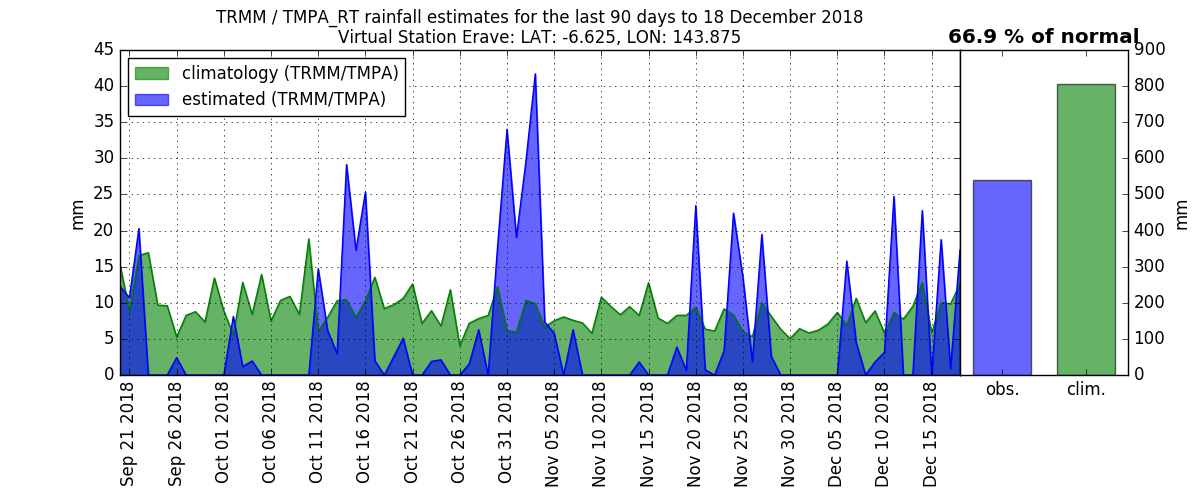 TRMM / TMPA_RT rainfall estimates for the last 90 days to 18 December 2018
Virtual Station Erave: LAT: -6.625, LON: 143.875
66.9 % of normal
climatology (TRMM/TMPA)
estimated (TRMM/TMPA)
mm
45
40
35
30
25
20
15
10
5
0
Sep 21 2018
Sep 26 2018
Oct 01 2018
Oct 06 2018
Oct 11 2018
Oct 16 2018
Oct 21 2018
Oct 26 2018
Oct 31 2018
Nov 05 2018
Nov 10 2018
Nov 15 2018
Nov 20 2018
Nov 25 2018
Nov 30 2018
Dec 05 2018
Dec 10 2018
Dec 15 2018
obs.
clim.
900
800
700
600
500
400
300
200
100
0
mm